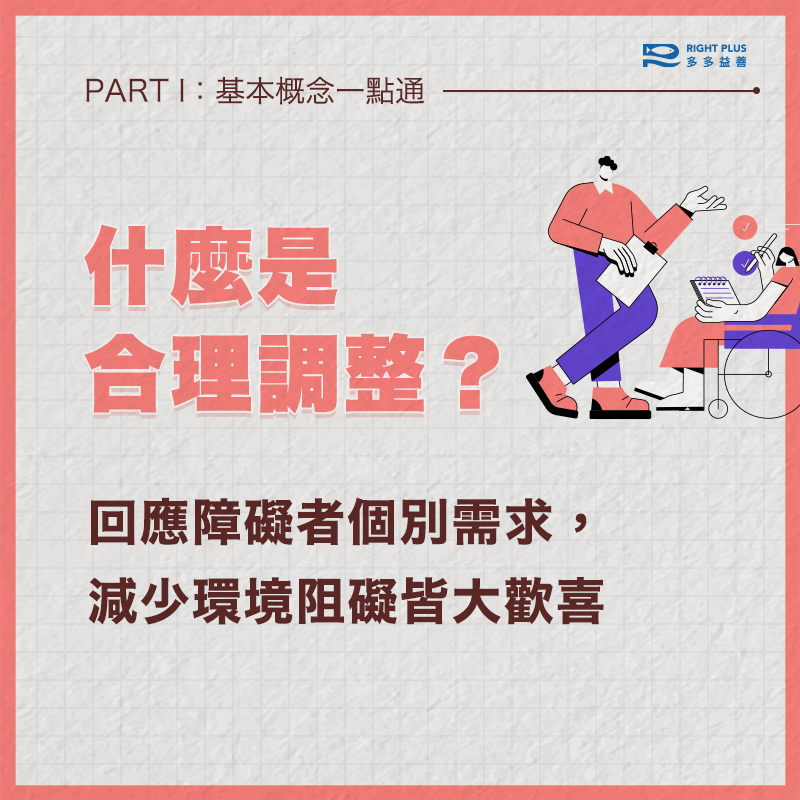 RIGHT PLUS
多多益善
PART I：基本概念一點通
什麼是
合理調整？
回應障礙者個別需求，
減少環境阻礙皆大歡喜